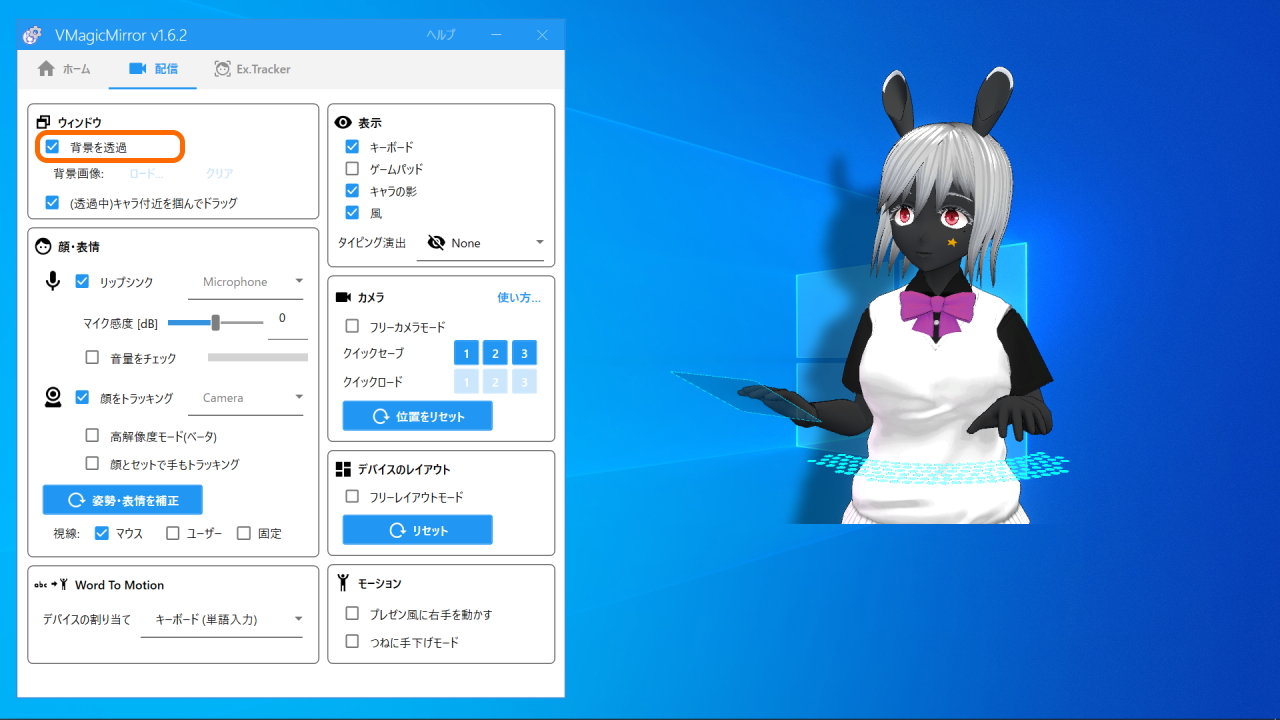 VMagicMirror v1.6.2 ヘルプ
ホーム 配信 Ex.Tracker
ウィンドウ
背景を透過
背景画像: ロード... クリア
(透過中)キャラ付近を掴んでドラッグ
顔・表情
リップシンク Microphone
マイク感度 [dB] 0
音量をチェック
顔をトラッキング Camera
高解像度モード(ベータ)
顔とセットで手もトラッキング
姿勢・表情を補正
視線: マウス ユーザー 固定
abc Word To Motion
デバイスの割り当て キーボード (単語入力)
表示
キーボード
ゲームパッド
キャラの影
風
タイピング演出 None
カメラ 使い方...
フリーカメラモード
クイックセーブ 1 2 3
クイックロード 1 2 3
位置をリセット
デバイスのレイアウト
フリーレイアウトモード
リセット
モーション
プレゼン風に右手を動かす
つねに手下げモード